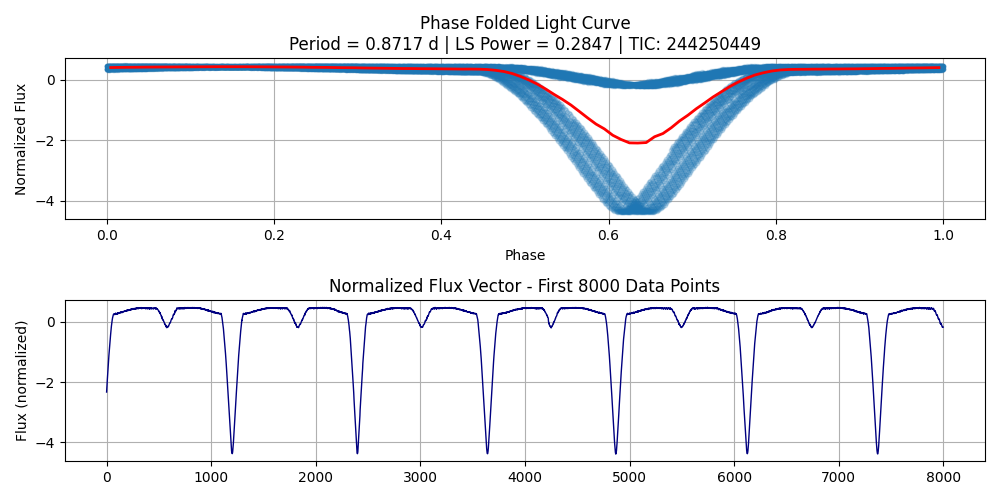 Phase Folded Light Curve
Period = 0.8717 d | LS Power = 0.2847 | TIC: 244250449
Normalized Flux
0
−2
−4
0.0 0.2 0.4 0.6 0.8 1.0
Phase
Normalized Flux Vector - First 8000 Data Points
Flux (normalized)
0
−2
−4
0 1000 2000 3000 4000 5000 6000 7000 8000